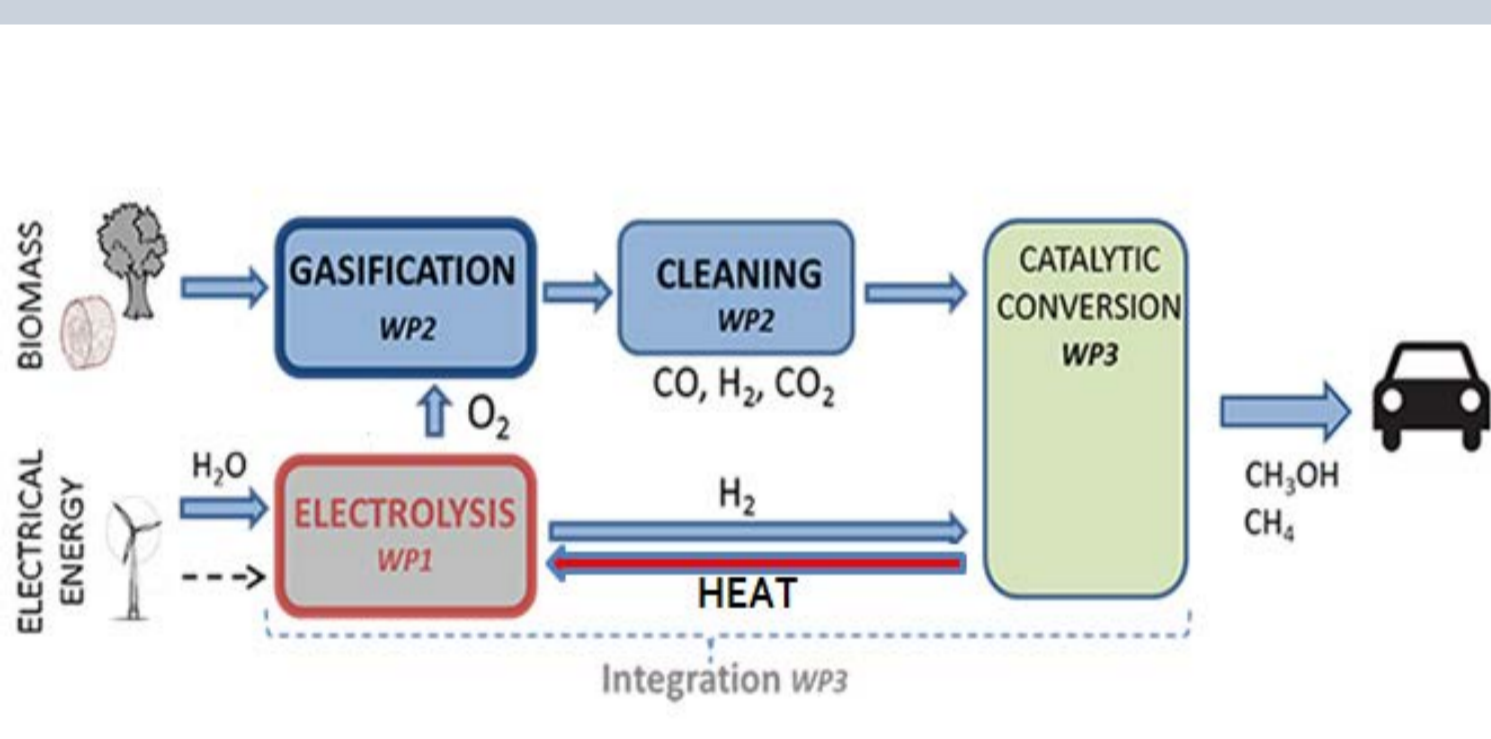 BIOMASS
GASIFICATION
WP2
CLEANING
WP2
CO, H₂, CO₂
CATALYTIC
CONVERSION
WP3
O₂
ELECTRICAL
ENERGY
H₂O
ELECTROLYSIS
WP1
H₂
HEAT
CH₃OH
CH₄
Integration WP3